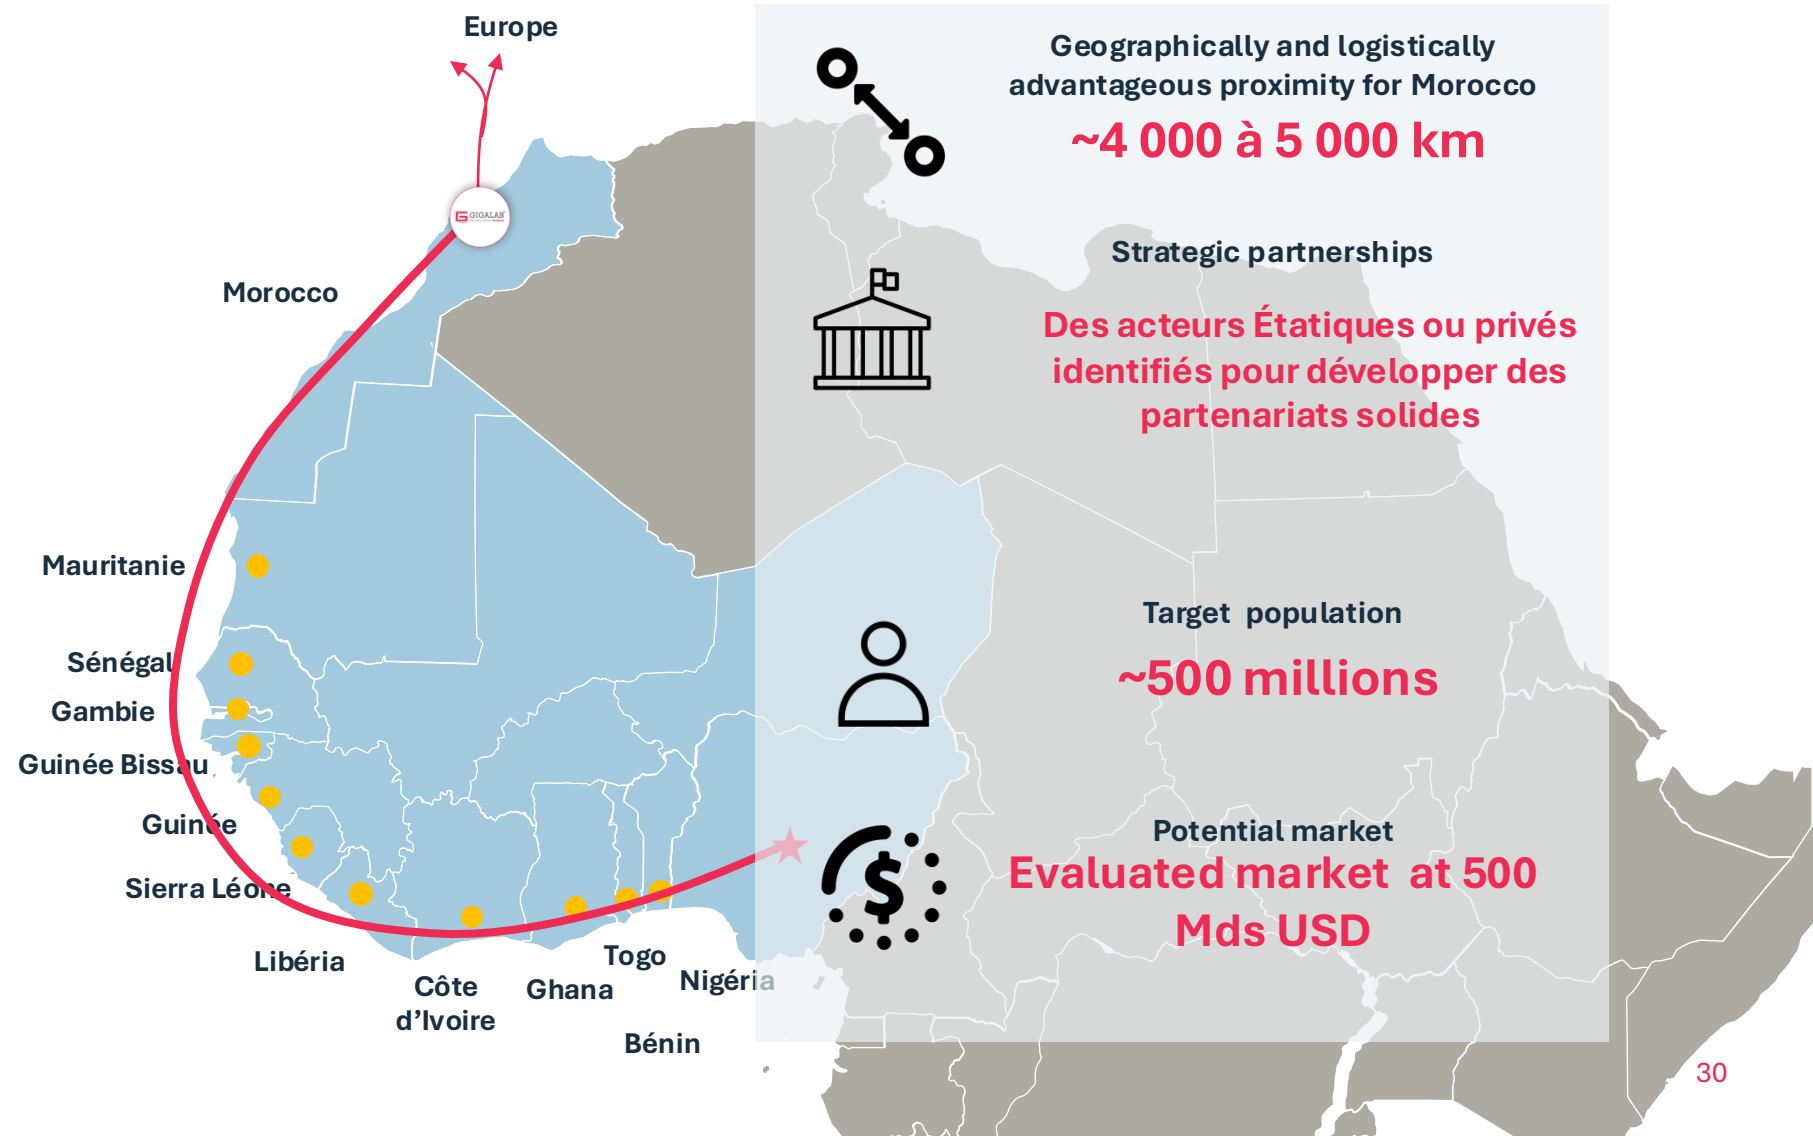 Europe
GIGALAB
Morocco
Mauritanie
Sénégal
Gambie
Guinée Bissau
Guinée
Sierra Léone
Libéria
Côte
d’Ivoire
Ghana
Togo
Bénin
Nigéria
Geographically and logistically
advantageous proximity for Morocco
~4 000 à 5 000 km
Strategic partnerships
Des acteurs Étatiques ou privés
identifiés pour développer des
partenariats solides
Target population
~500 millions
Potential market
Evaluated market at 500
Mds USD
30